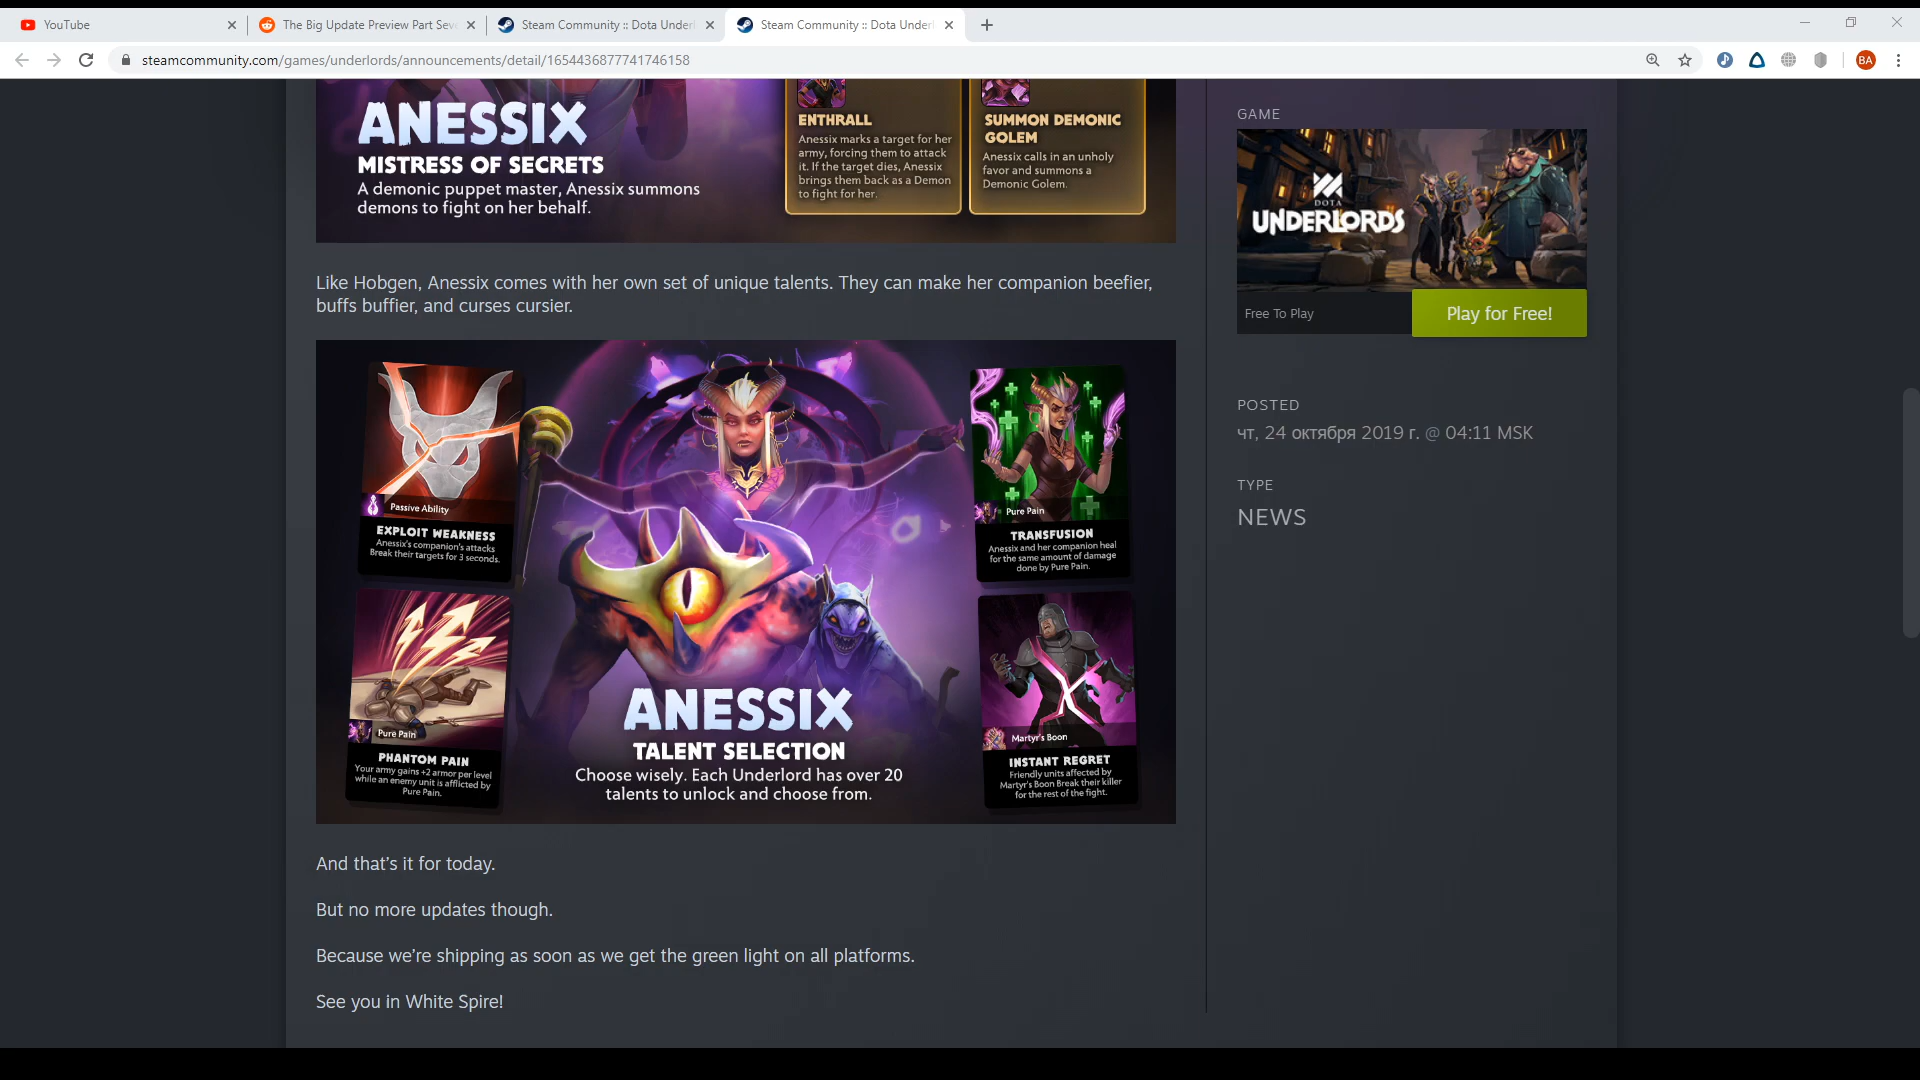 YouTube
The Big Update Preview Part Seve
Steam Community :: Dota Underl
Steam Community :: Dota Underl
steamcommunity.com/games/underlords/announcements/detail/1654436877741746158
BA
ANESSIX
MISTRESS OF SECRETS
A demonic puppet master, Anessix summons
demons to fight on her behalf.
ENTHRALL
Anessix marks a target for her
army, forcing them to attack
it. If the target dies, Anessix
brings them back as a Demon
to fight for her.
SUMMON DEMONIC
GOLEM
Anessix calls in an unholy
favor and summons a
Demonic Golem.
Like Hobgen, Anessix comes with her own set of unique talents. They can make her companion beefier,
buffs buffier, and curses cursier.
Passive Ability
EXPLOIT WEAKNESS
Anessix's companion's attacks
Break their targets for 3 seconds.
Pure Pain
TRANSFUSION
Anessix and her companion heal
for the same amount of damage
done by Pure Pain.
Pure Pain
PHANTOM PAIN
Your army gains +2 armor per level
while an enemy unit is afflicted by
Pure Pain.
Martyr's Boon
INSTANT REGRET
Friendly units affected by
Martyr's Boon Break their killer
for the rest of the fight.
ANESSIX
TALENT SELECTION
Choose wisely. Each Underlord has over 20
talents to unlock and choose from.
And that's it for today.
But no more updates though.
Because we're shipping as soon as we get the green light on all platforms.
See you in White Spire!
GAME
DOTA
UNDERLORDS
Free To Play
Play for Free!
POSTED
чт, 24 октября 2019 г. @ 04:11 MSK
TYPE
NEWS